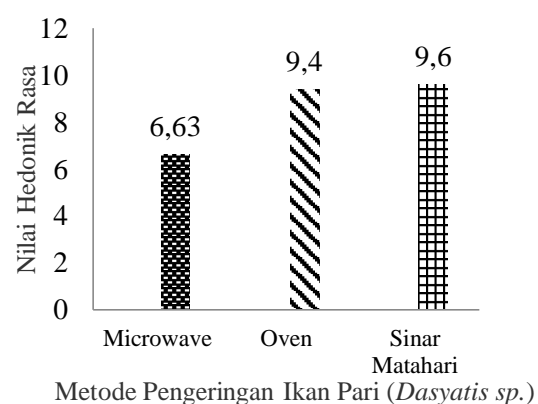 Nilai Hedonik Rasa
12
10
8
6
4
2
0
6,63
9,4
9,6
Microwave
Oven
Sinar
Matahari
Metode Pengeringan Ikan Pari (Dasyatis sp.)